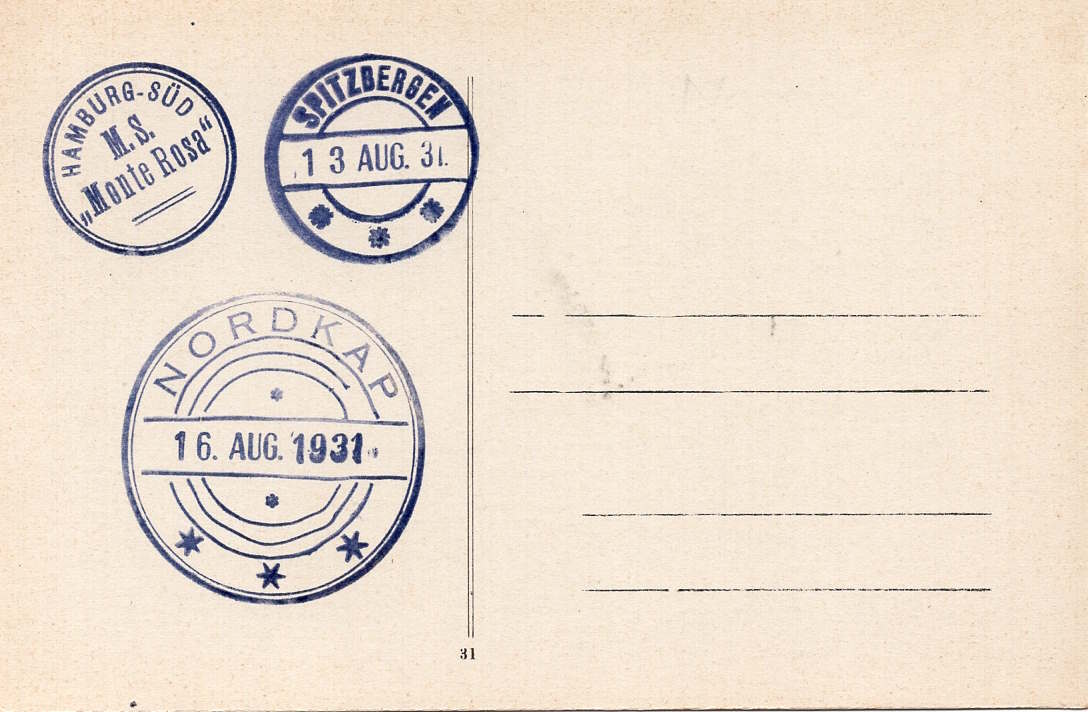 HAMBURG-SÜD
M.S.
„Monte Rosa“
SPITZBERGEN
13 AUG. 31.
NORDKAP
16. AUG. 1931.
31